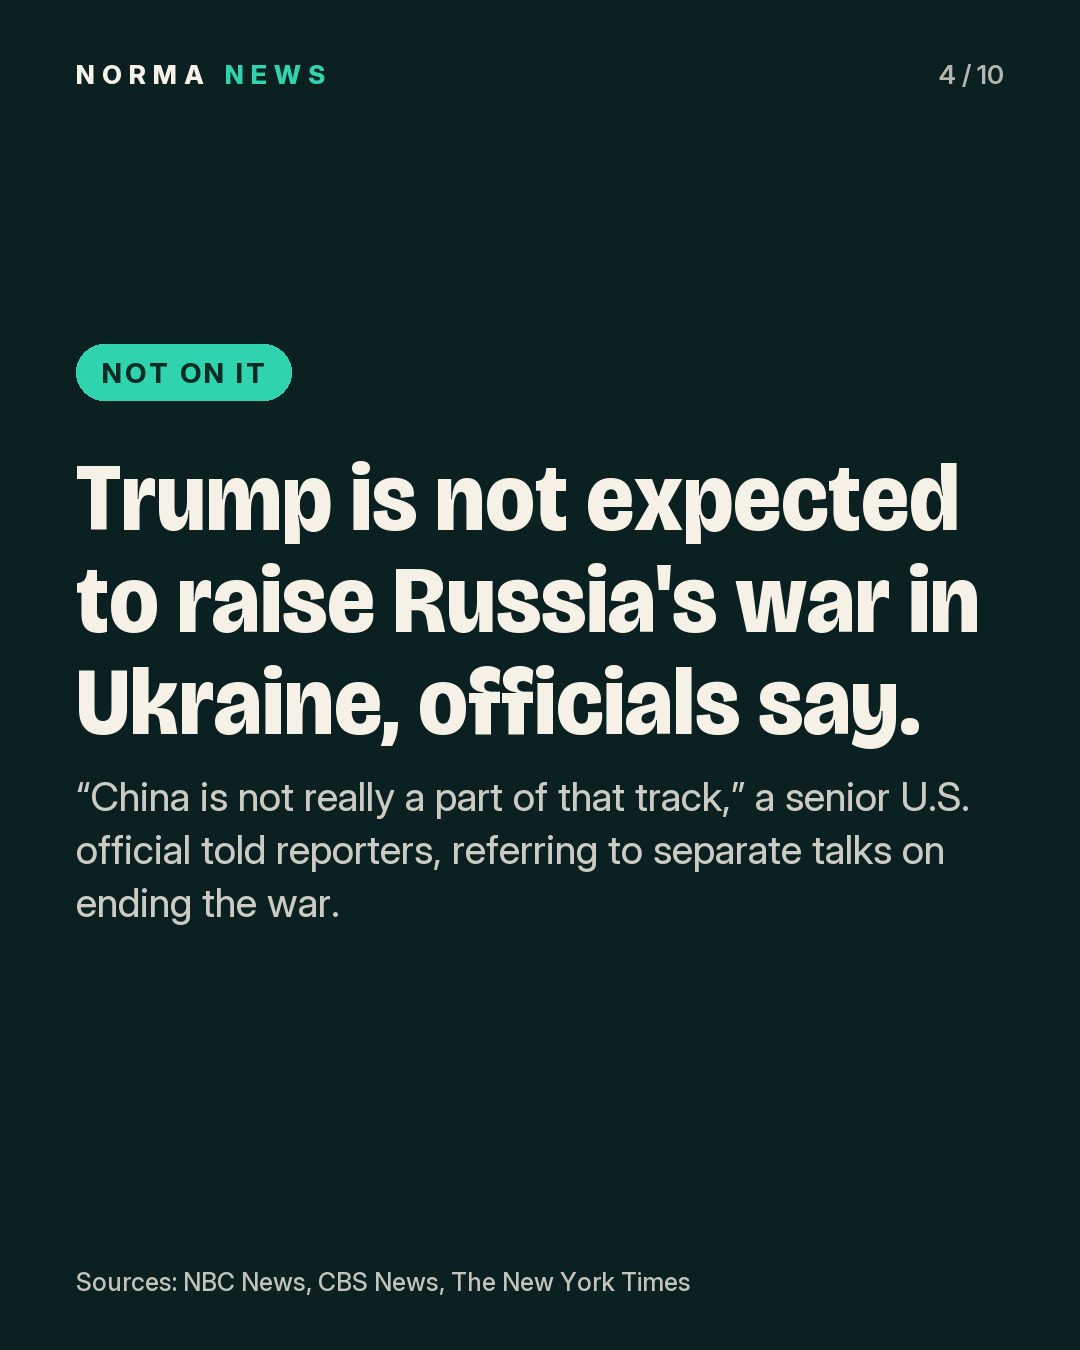 NORMA NEWS
4 / 10
NOT ON IT
Trump is not expected
to raise Russia's war in
Ukraine, officials say.
“China is not really a part of that track,” a senior U.S.
official told reporters, referring to separate talks on
ending the war.
Sources: NBC News, CBS News, The New York Times